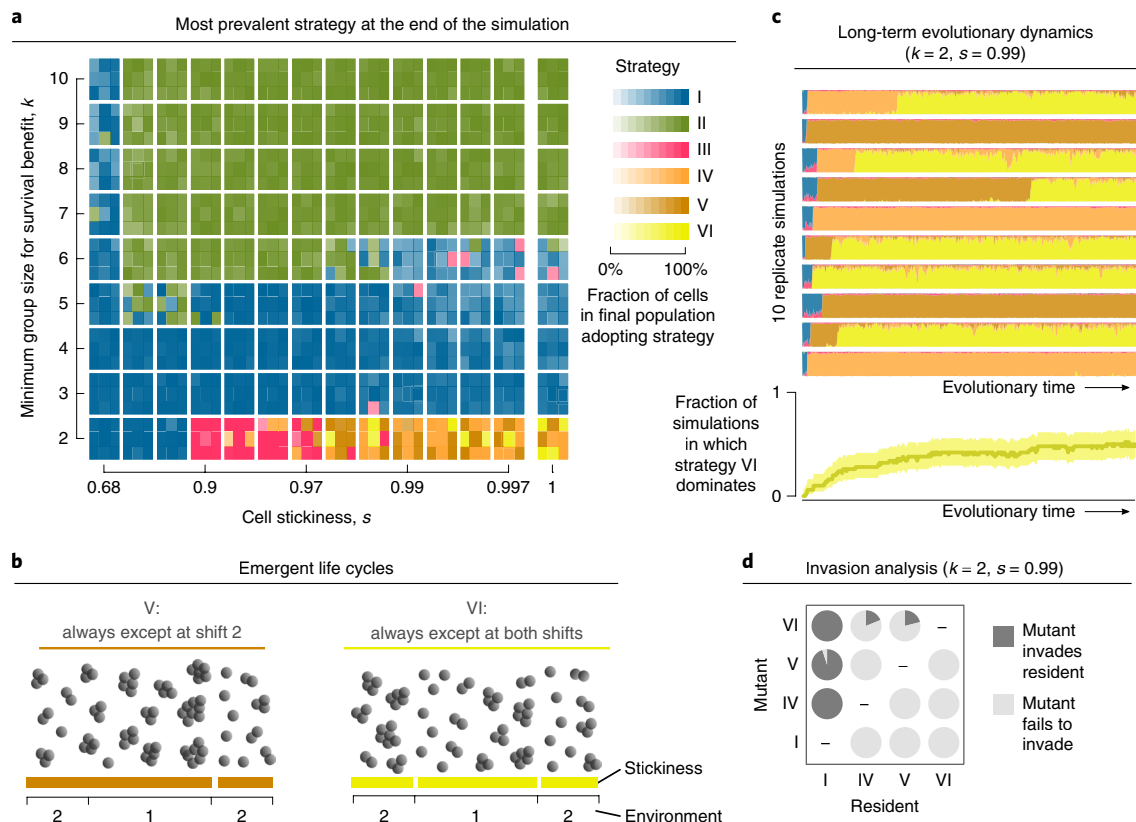 a
Most prevalent strategy at the end of the simulation
Minimum group size for survival benefit, k
10
9
8
7
6
5
4
3
2
0.68
0.9
0.97
0.99
0.997
1
Cell stickiness, s
Strategy
I
II
III
IV
V
VI
0%
100%
Fraction of cells
in final population
adopting strategy
b
Emergent life cycles
V:
always except at shift 2
VI:
always except at both shifts
Stickiness
2
1
2
2
1
2
Environment
c
Long-term evolutionary dynamics
(k = 2, s = 0.99)
10 replicate simulations
Evolutionary time
Fraction of
simulations
in which
strategy VI
dominates
1
0
Evolutionary time
d
Invasion analysis (k = 2, s = 0.99)
Mutant
VI
–
V
–
IV
–
I
–
I
IV
V
VI
Resident
Mutant
invades
resident
Mutant
fails to
invade